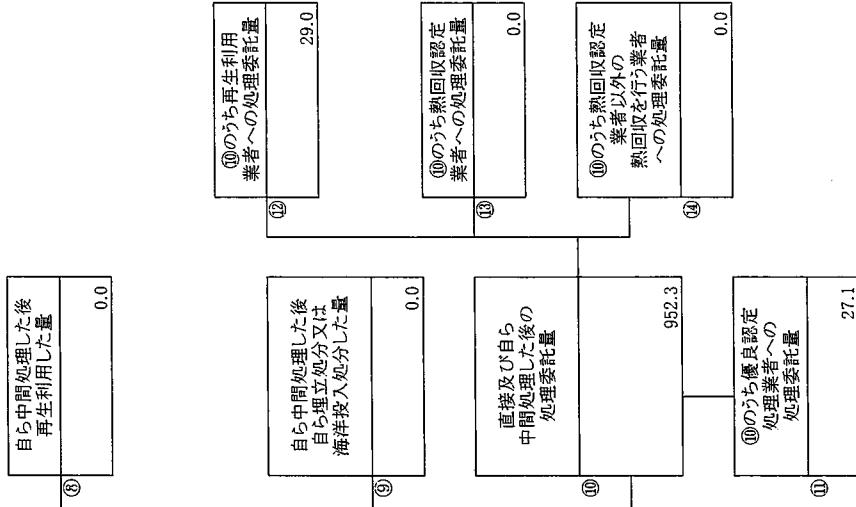 ⑧
自ら中間処理した後
再生利用した量
0.0
⑨
自ら中間処理した後
自ら埋立処分又は
海洋投入処分した量
0.0
⑩
直接及び自ら
中間処理した後の
処理委託量
952.3
⑪
⑩のうち優良認定
処理業者への
処理委託量
27.1
⑫
⑩のうち再生利用
業者への処理委託量
29.0
⑬
⑩のうち熱回収認定
業者への処理委託量
0.0
⑭
⑩のうち熱回収認定
業者以外の
熱回収を行う業者
への処理委託量
0.0